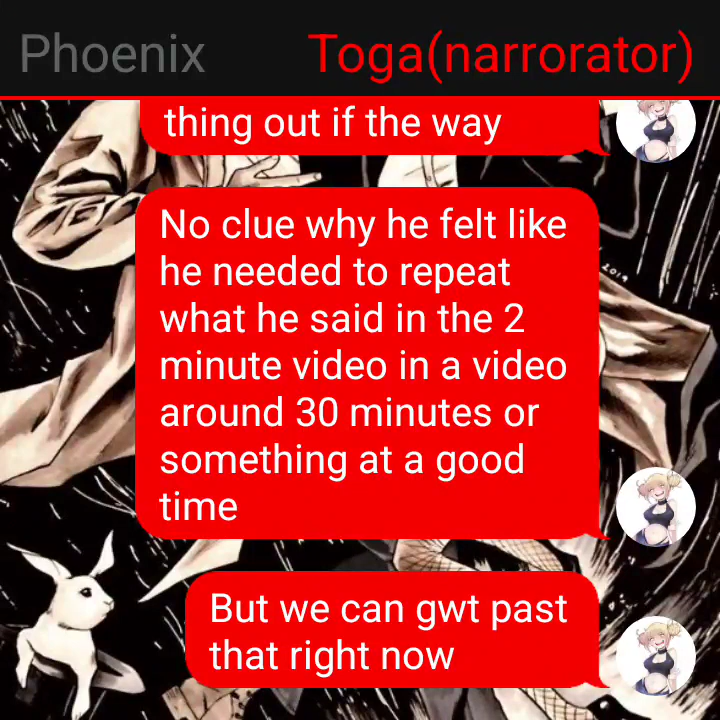 Phoenix Toga(narrorator)
thing out if the way
No clue why he felt like
he needed to repeat
what he said in the 2
minute video in a video
around 30 minutes or
something at a good
time
2019
But we can gwt past
that right now